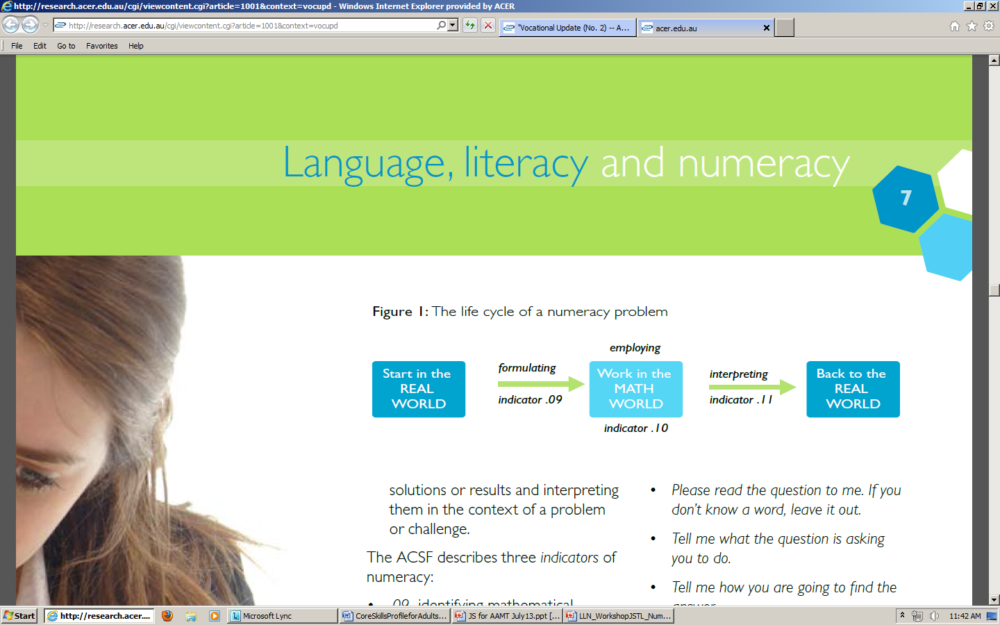 http://research.acer.edu.au/cgi/viewcontent.cgi?article=1001&context=vocupd - Windows Internet Explorer provided by ACER
http://research.acer.edu.au/cgi/viewcontent.cgi?article=1001&context=vocupd
"Vocational Update (No. 2) -- A...
acer.edu.au
File Edit Go to Favorites Help
Language, literacy and numeracy
7
Figure 1: The life cycle of a numeracy problem
Start in the
REAL
WORLD
formulating
indicator .09
employing
Work in the
MATH
WORLD
indicator .10
interpreting
indicator .11
Back to the
REAL
WORLD
solutions or results and interpreting
them in the context of a problem
or challenge.
The ACSF describes three indicators of
numeracy:
• .09 identifying mathematical
• Please read the question to me. If you
don't know a word, leave it out.
• Tell me what the question is asking
you to do.
• Tell me how you are going to find the
answer
Start
http://research.acer....
Microsoft Lync
CoreSkillsProfileforAdults...
JS for AAMT July13.ppt [...
LLN_WorkshopJSTL_Num...
11:42 AM